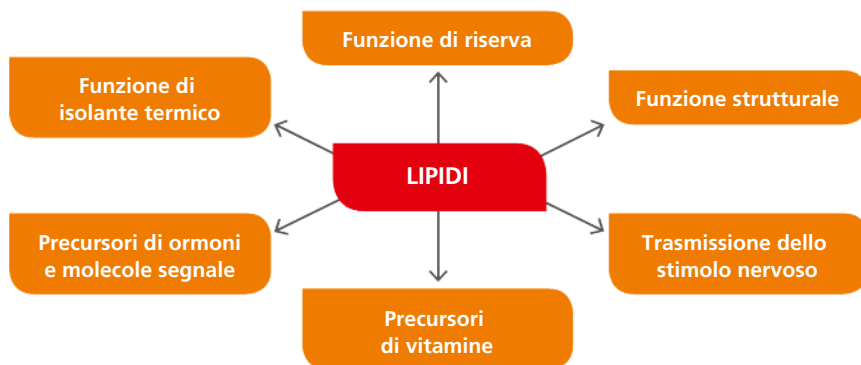 Funzione di riserva
Funzione di
isolante termico
Funzione strutturale
LIPIDI
Precursori di ormoni
e molecole segnale
Trasmissione dello
stimolo nervoso
Precursori
di vitamine